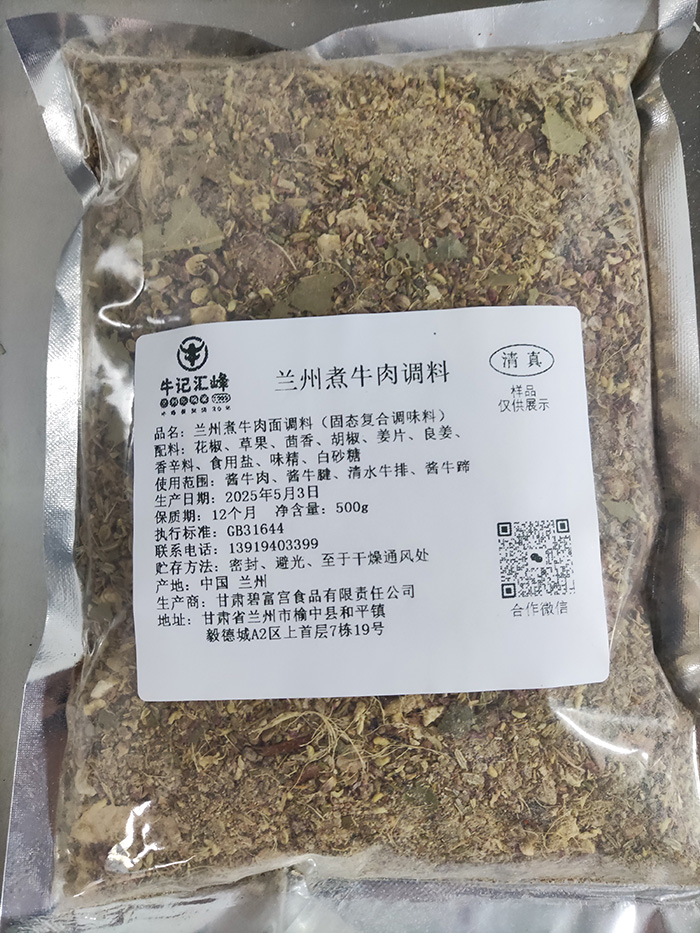 牛记汇峰
兰州煮牛肉调料
清真
样品
仅供展示
品名：兰州煮牛肉面调料（固态复合调味料）
配料：花椒、草果、茴香、胡椒、姜片、良姜、
香辛料、食用盐、味精、白砂糖
使用范围：酱牛肉、酱牛腱、清水牛排、酱牛蹄
生产日期：2025年5月3日
保质期：12个月 净含量：500g
执行标准：GB31644
联系电话：13919403399
贮存方法：密封、避光、至于干燥通风处
产地：中国 兰州
生产商：甘肃碧富宫食品有限责任公司
地址：甘肃省兰州市榆中县和平镇
毅德城A2区上首层7栋19号
合作微信